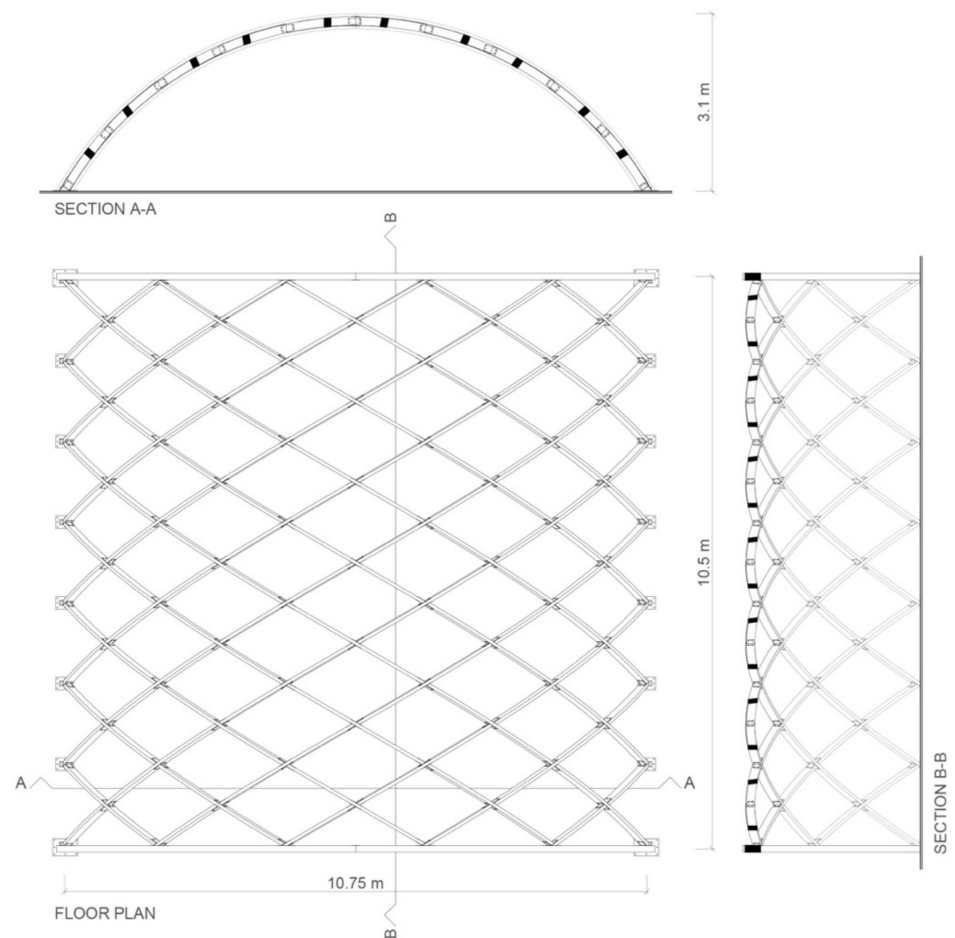 3.1 m
SECTION A-A
B
10.5 m
A
A
SECTION B-B
10.75 m
FLOOR PLAN
B